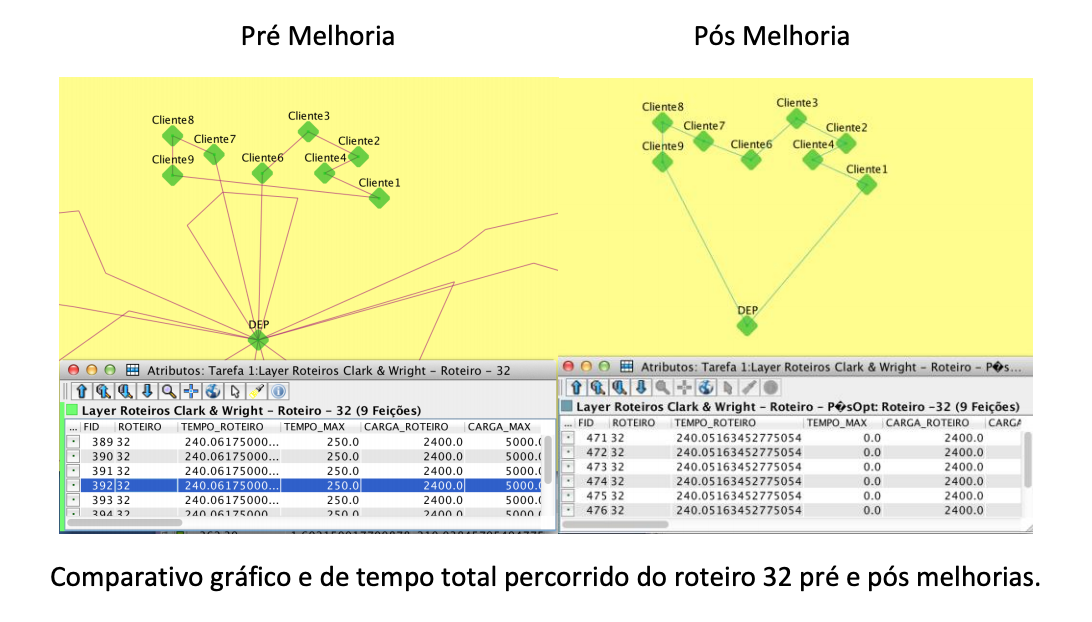 Pré Melhoria
Pós Melhoria
Cliente8
Cliente7
Cliente9
Cliente6
Cliente3
Cliente2
Cliente4
Cliente1
DEP
Atributos: Tarefa 1:Layer Roteiros Clark & Wright - Roteiro - 32
Layer Roteiros Clark & Wright - Roteiro - 32 (9 Feições)
... FID ROTEIRO TEMPO_ROTEIRO TEMPO_MAX CARGA_ROTEIRO CARGA_MAX
389 32 240.06175000... 250.0 2400.0 5000.(
390 32 240.06175000... 250.0 2400.0 5000.(
391 32 240.06175000... 250.0 2400.0 5000.(
392 32 240.06175000... 250.0 2400.0 5000.(
393 32 240.06175000... 250.0 2400.0 5000.(
394 32 240.06175000... 250.0 2400.0 5000.(
Cliente8
Cliente7
Cliente9
Cliente6
Cliente3
Cliente2
Cliente4
Cliente1
DEP
Atributos: Tarefa 1:Layer Roteiros Clark & Wright - Roteiro - P�s...
Layer Roteiros Clark & Wright - Roteiro - P�sOpt: Roteiro -32 (9 Feições)
... FID ROTEIRO TEMPO_ROTEIRO TEMPO_MAX CARGA_ROTEIRO CARGA
471 32 240.05163452775054 0.0 2400.0
472 32 240.05163452775054 0.0 2400.0
473 32 240.05163452775054 0.0 2400.0
474 32 240.05163452775054 0.0 2400.0
475 32 240.05163452775054 0.0 2400.0
476 32 240.05163452775054 0.0 2400.0
Comparativo gráfico e de tempo total percorrido do roteiro 32 pré e pós melhorias.